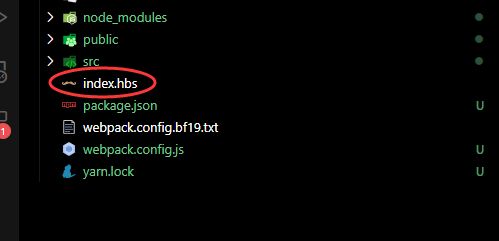 node_modules
public
src
index.hbs
package.json U
webpack.config.bf19.txt
webpack.config.js U
yarn.lock U
1